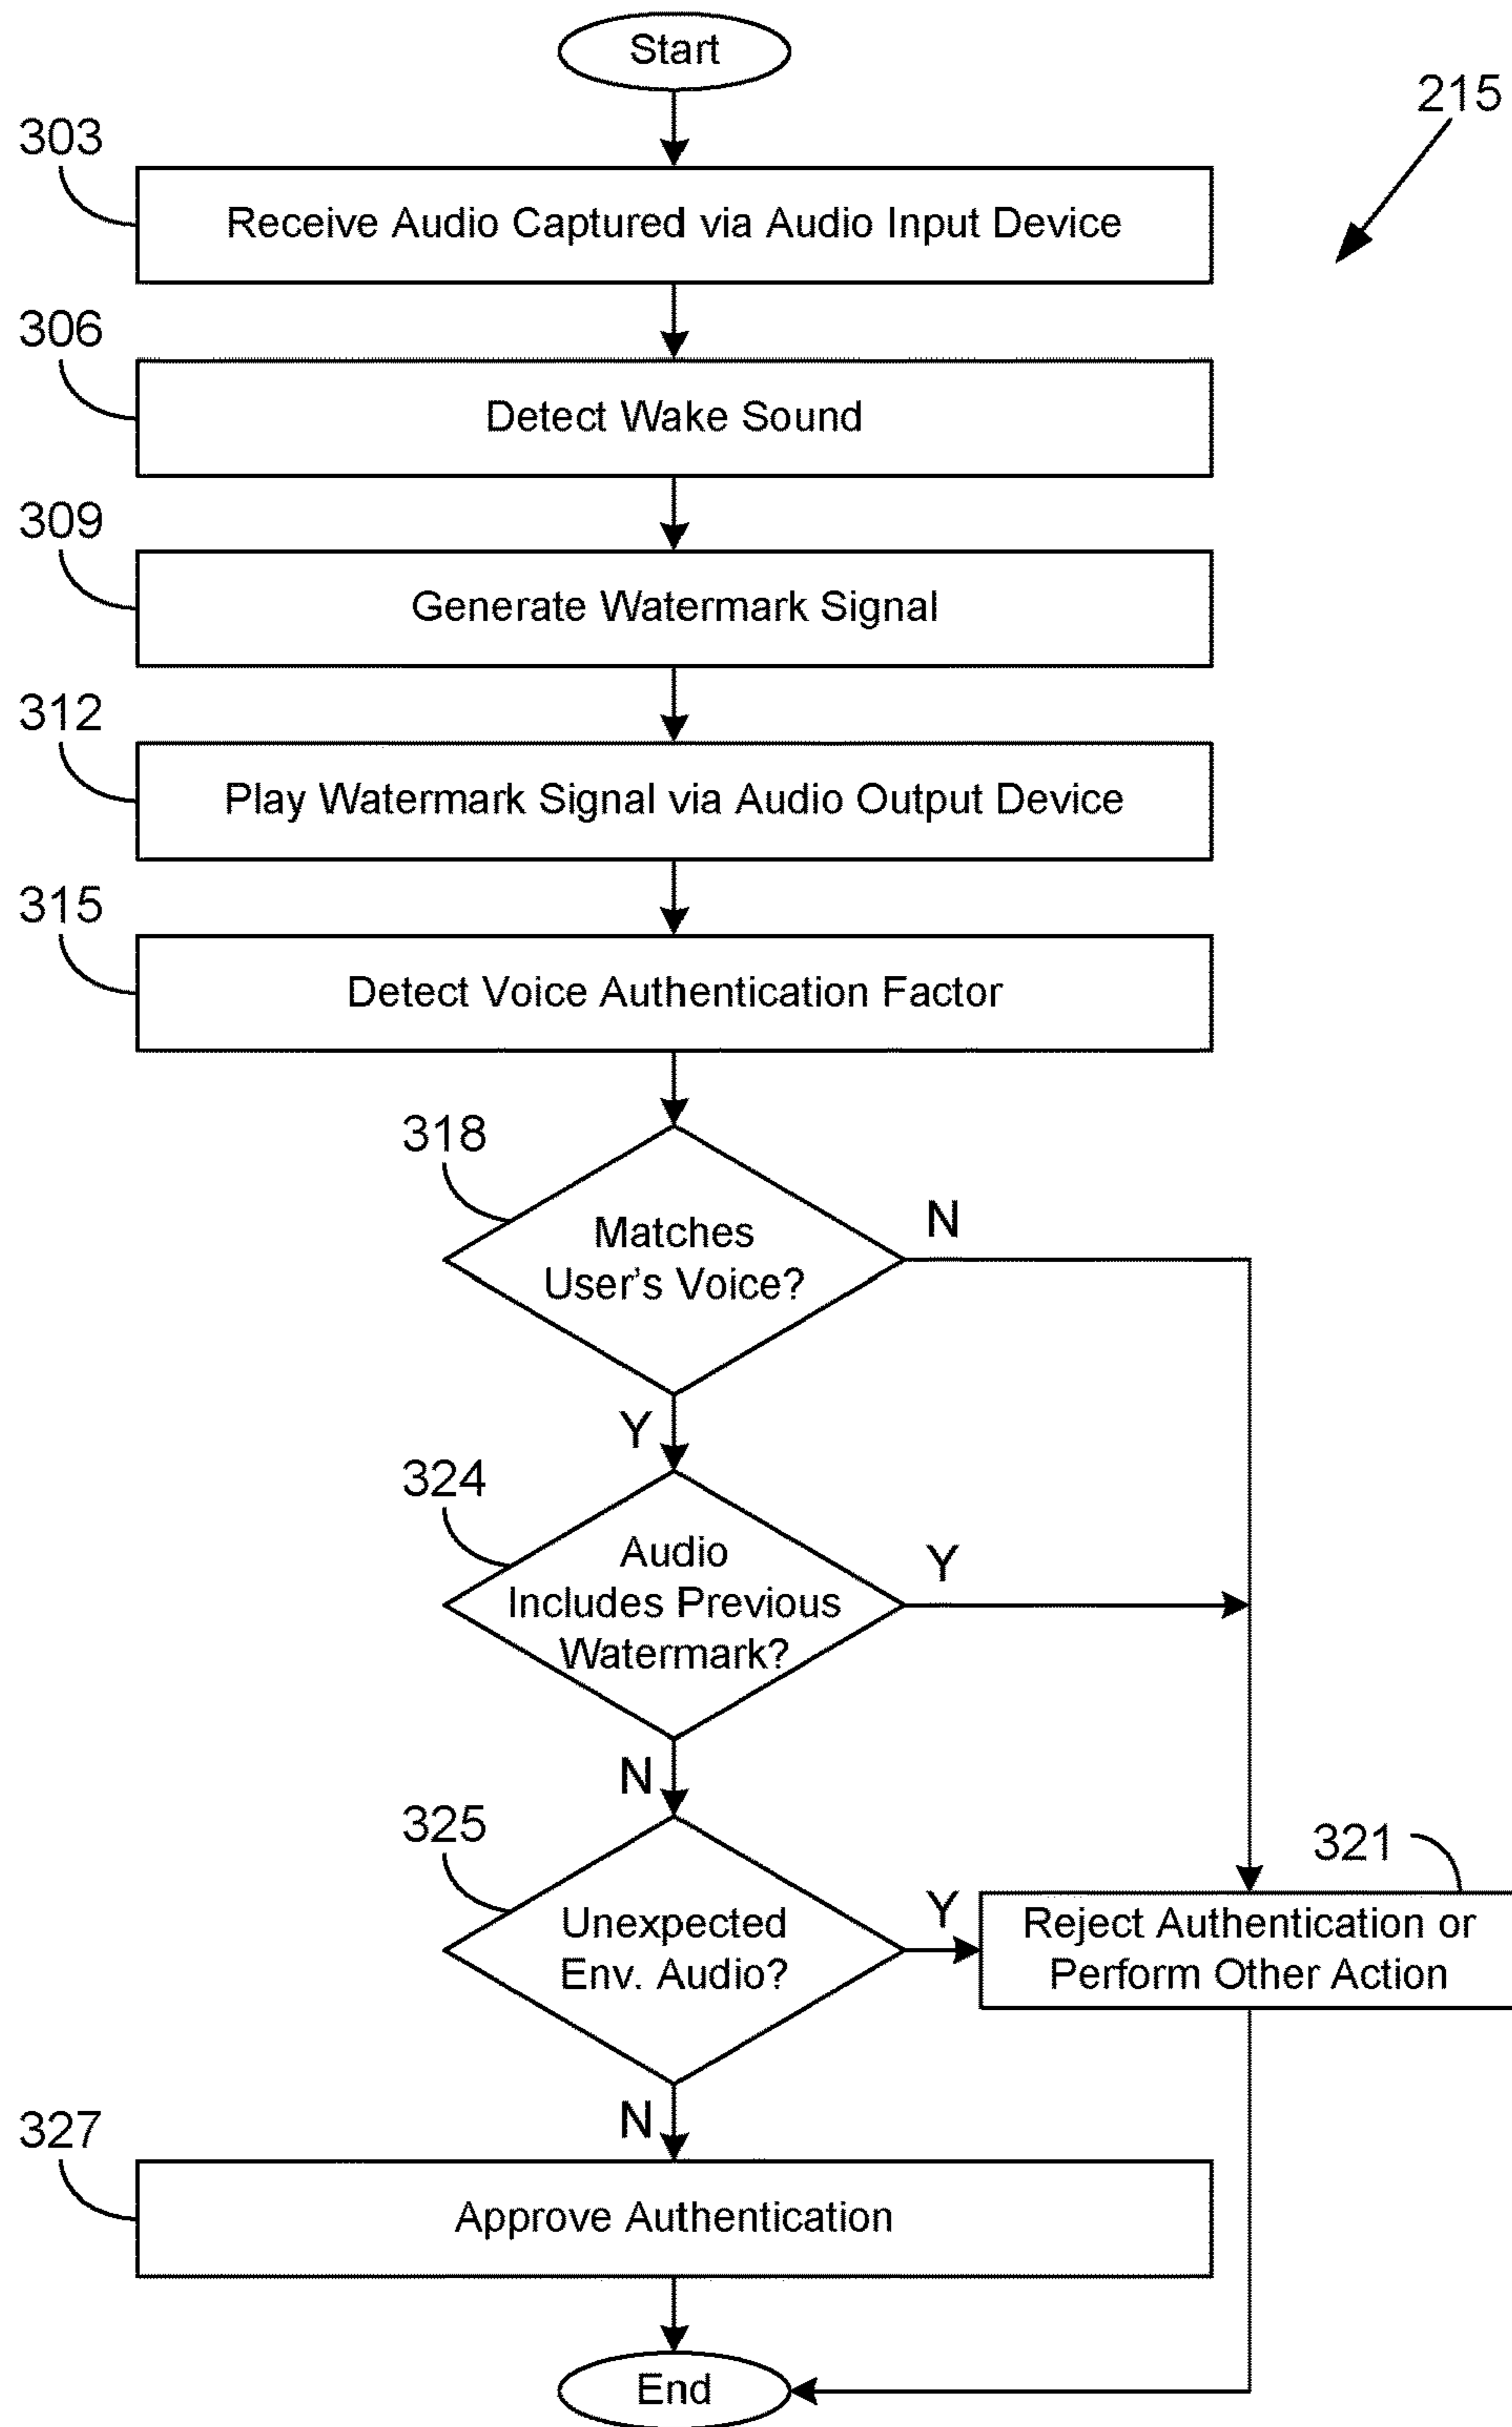 Start
215
303
Receive Audio Captured via Audio Input Device
306
Detect Wake Sound
309
Generate Watermark Signal
312
Play Watermark Signal via Audio Output Device
315
Detect Voice Authentication Factor
318
Matches
User's Voice?
N
Y
324
Audio
Includes Previous
Watermark?
Y
N
325
Unexpected
Env. Audio?
Y
321
Reject Authentication or
Perform Other Action
N
327
Approve Authentication
End